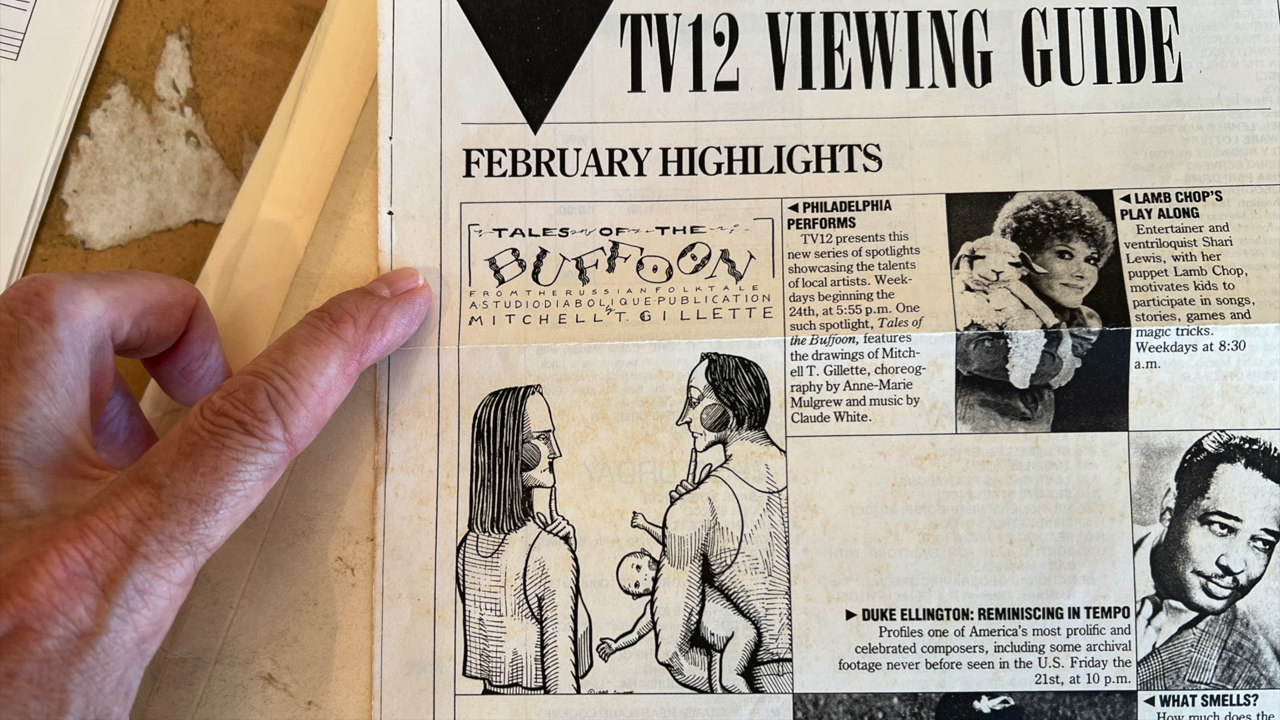 TV12 VIEWING GUIDE
FEBRUARY HIGHLIGHTS
TALES OF THE
BUFFOON
FROM THE RUSSIAN FOLKTALE
A STUDIO DIABOLIQUE PUBLICATION
MITCHELL T. GILLETTE
◄ PHILADELPHIA
PERFORMS
TV12 presents this
new series of spotlights
showcasing the talents
of local artists. Week-
days beginning the
24th, at 5:55 p.m. One
such spotlight, Tales of
the Buffoon, features
the drawings of Mitch-
ell T. Gillette, choreog-
raphy by Anne-Marie
Mulgrew and music by
Claude White.
◄ LAMB CHOP'S
PLAY ALONG
Entertainer and
ventriloquist Shari
Lewis, with her
puppet Lamb Chop,
motivates kids to
participate in songs,
stories, games and
magic tricks.
Weekdays at 8:30
a.m.
► DUKE ELLINGTON: REMINISCING IN TEMPO
Profiles one of America's most prolific and
celebrated composers, including some archival
footage never before seen in the U.S. Friday the
21st, at 10 p.m.
◄ WHAT SMELLS?
How much does the